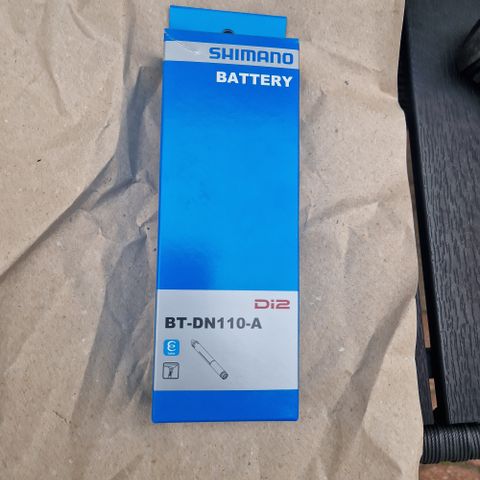 SHIMANO
BATTERY
Di2
BT-DN110-A